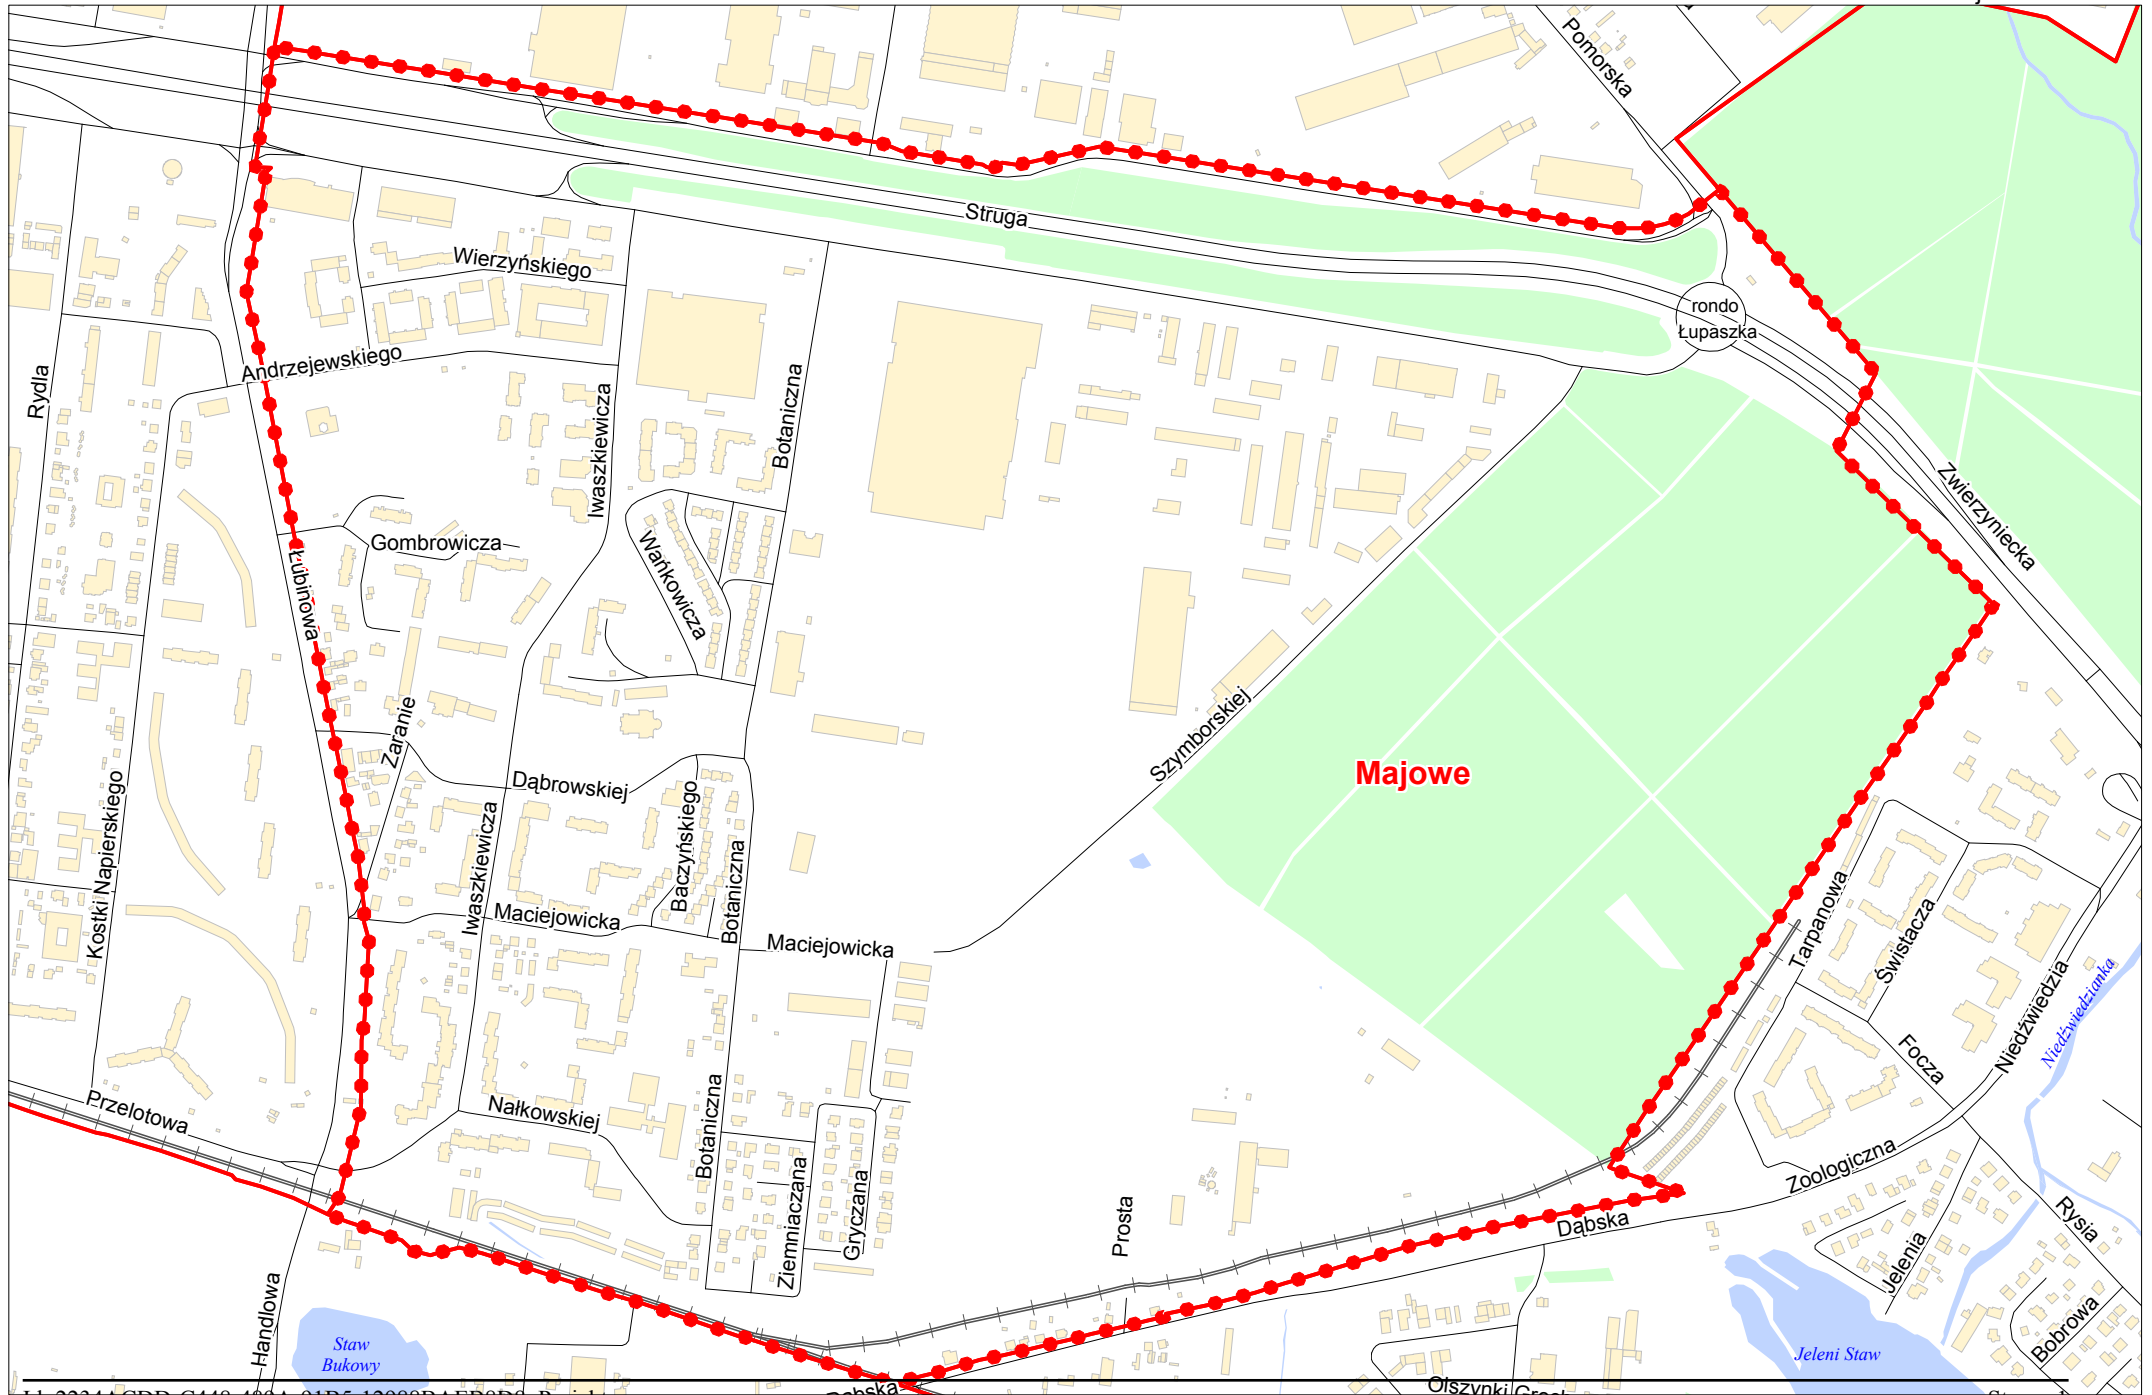 Pomorska
Struga
Wierzyńskiego
rondo
Łupaszka
Andrzejewskiego
Rydla
Iwaszkiewicza
Botaniczna
Zwierzyniecka
Gombrowicza
Wańkowicza
Łubinowa
Zaranie
Szymborskiej
Majowe
Dąbrowskiej
Kostki Napierskiego
Iwaszkiewicza
Baczyńskiego
Botaniczna
Maciejowicka
Maciejowicka
Tarpanowa
Świstacza
Niedźwiedzia
Niedźwiedzianka
Focza
Przelotowa
Nałkowskiej
Botaniczna
Ziemniaczana
Gryczana
Prosta
Zoologiczna
Dąbska
Rysia
Jelenia
Bobrowa
Handlowa
Staw
Bukowy
Jeleni Staw